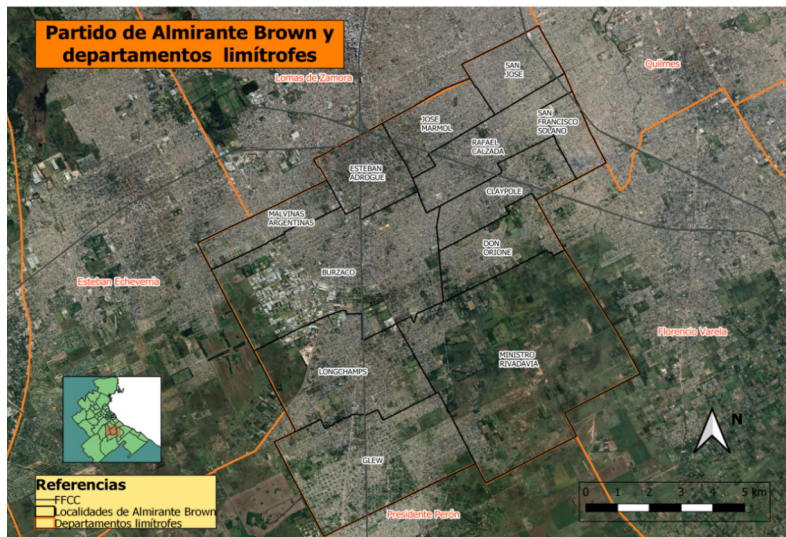 Partido de Almirante Brown y
departamentos limítrofes
Lomas de Zamora
Quilmes
SAN
JOSE
JOSE
MARMOL
SAN
FRANCISCO
SOLANO
RAFAEL
CALZADA
ESTEBAN
ADROGUE
CLAYPOLE
MALVINAS
ARGENTINAS
DON
ORIONE
BURZACO
Esteban Echeverria
Florencio Varela
MINISTRO
RIVADAVIA
LONGCHAMPS
GLEW
Presidente Perón
N
Referencias
FFCC
Localidades de Almirante Brown
Departamentos limítrofes
0 1 2 3 4 5 km